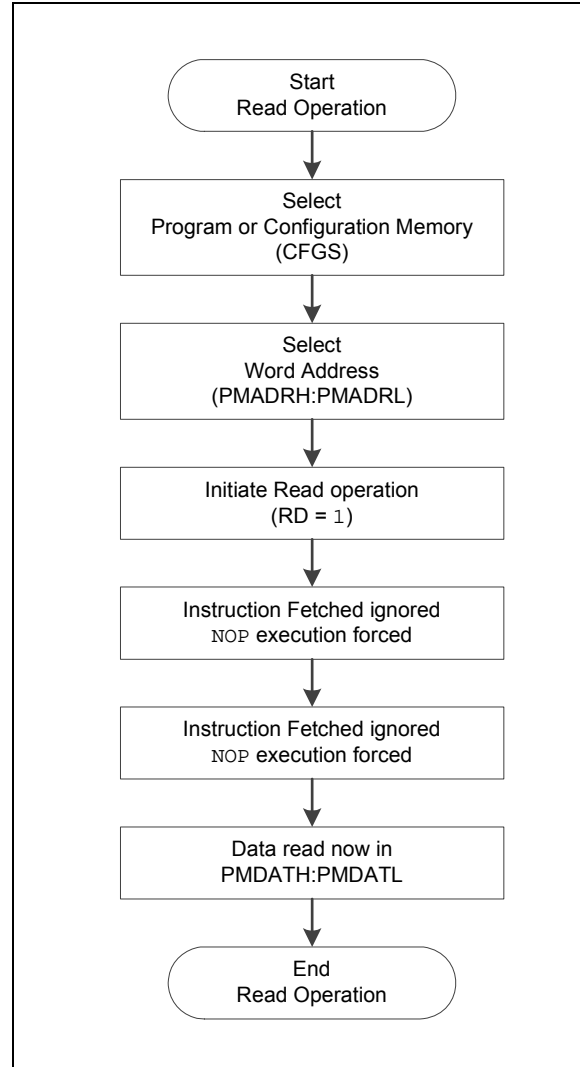 Start
Read Operation
Select
Program or Configuration Memory
(CFGS)
Select
Word Address
(PMADRH:PMADRL)
Initiate Read operation
(RD = 1)
Instruction Fetched ignored
NOP execution forced
Instruction Fetched ignored
NOP execution forced
Data read now in
PMDATH:PMDATL
End
Read Operation